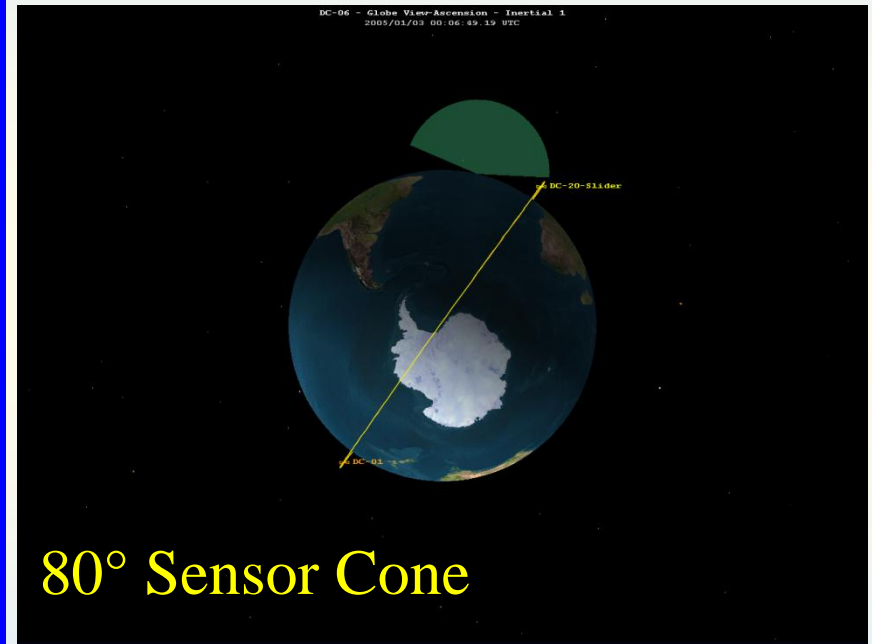 DC-06 - Globe View-Ascension - Inertial 1
2005/01/03 00:06:49.19 UTC
DC-20-Slider
DC-01
80° Sensor Cone